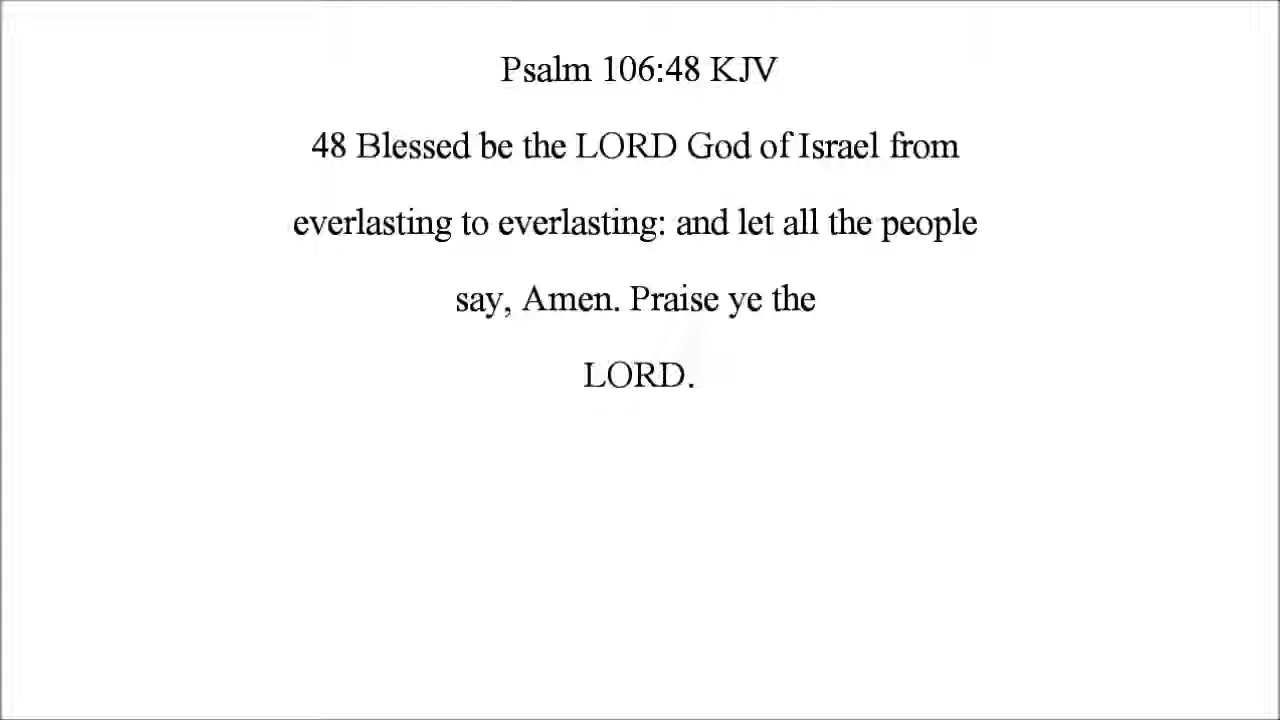 Psalm 106:48 KJV
48 Blessed be the LORD God of Israel from
everlasting to everlasting: and let all the people
say, Amen. Praise ye the
LORD.